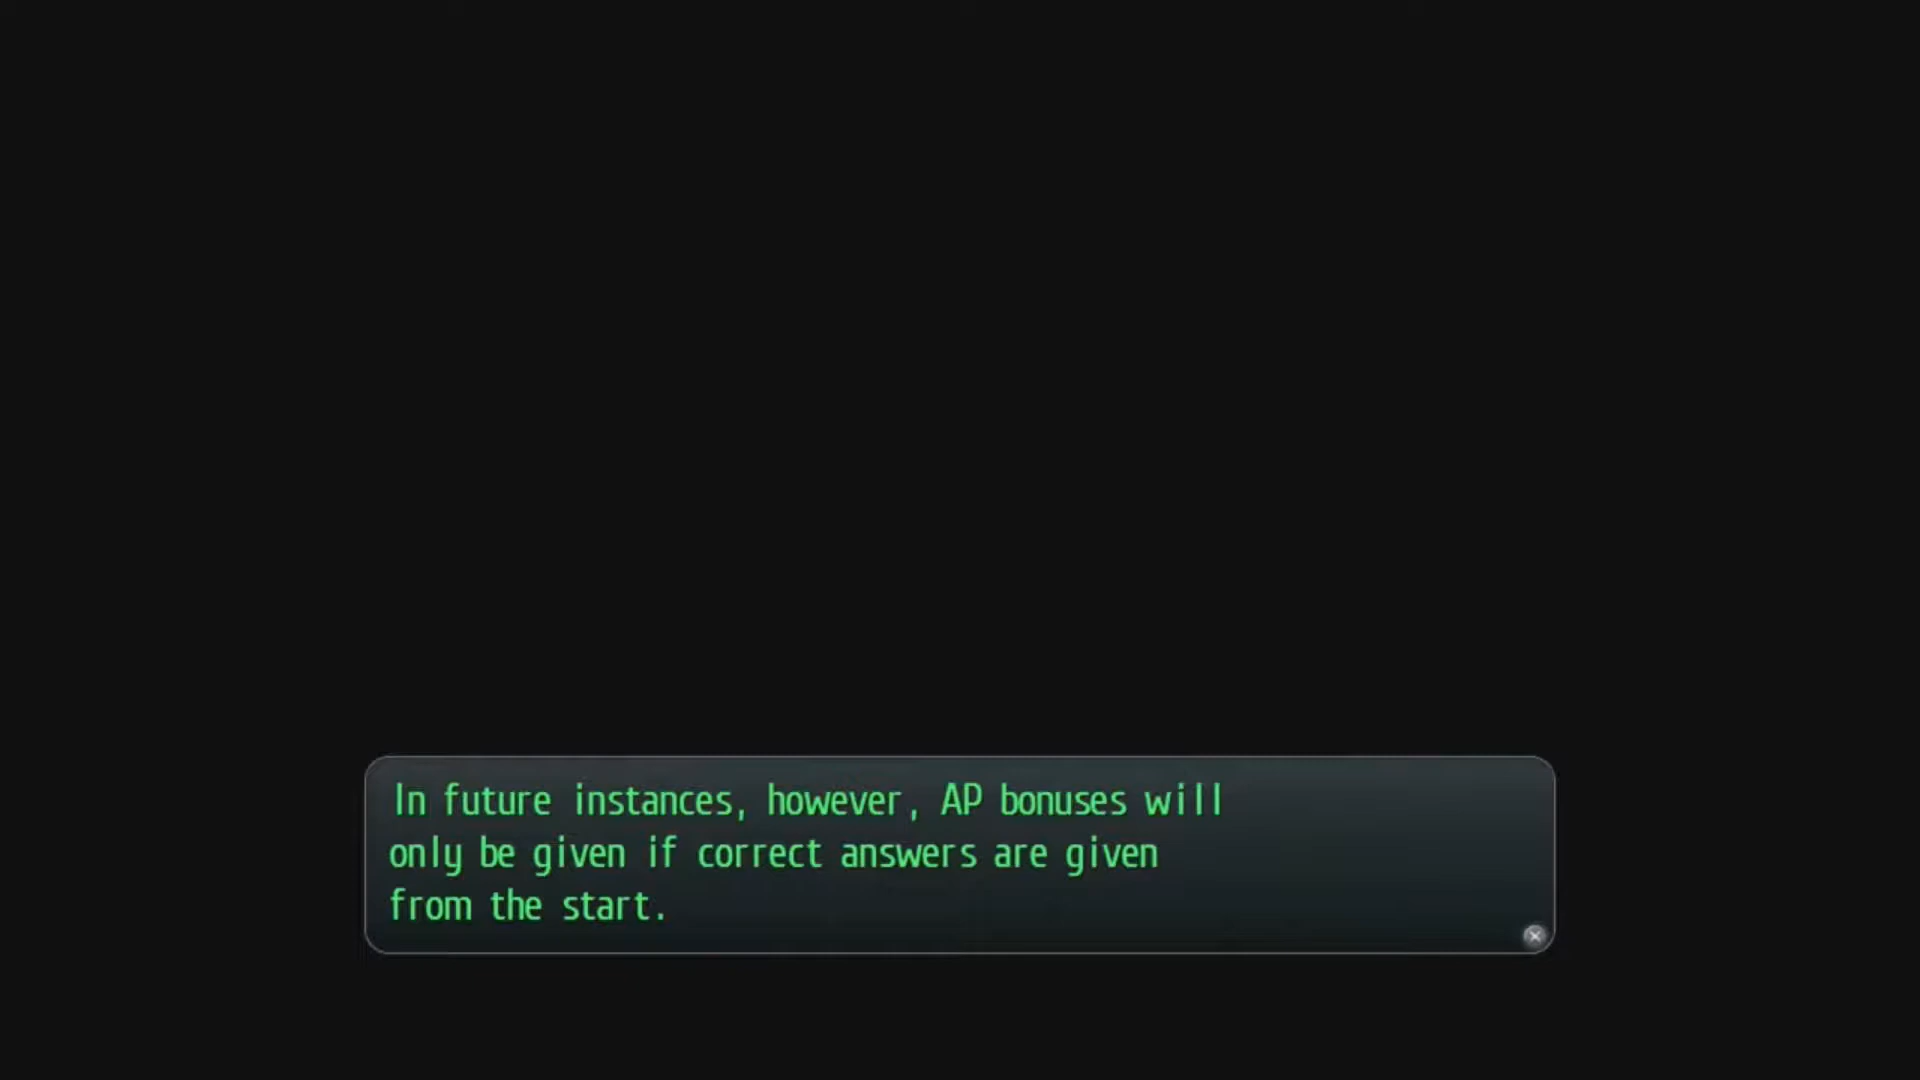 In future instances, however, AP bonuses will
only be given if correct answers are given
from the start.